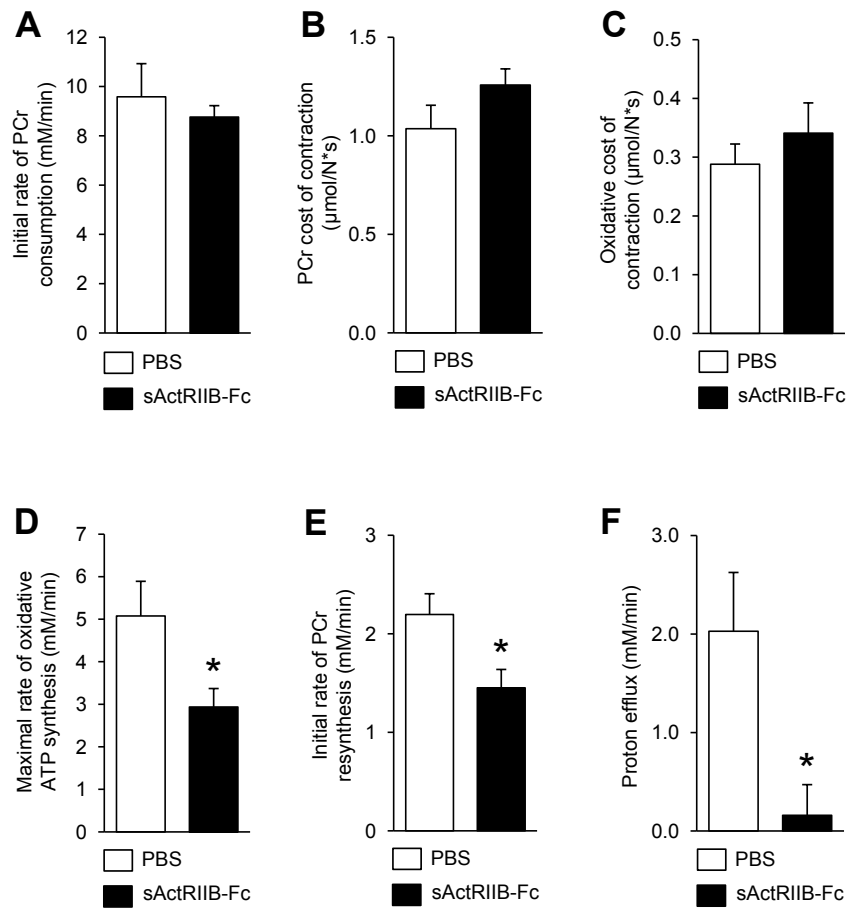 A
Initial rate of PCr
consumption (mM/min)
12
10
8
6
4
2
0
PBS
sActRIIB-Fc
B
PCr cost of contraction
(µmol/N*s)
1.5
1.0
0.5
0.0
PBS
sActRIIB-Fc
C
Oxidative cost of
contraction (µmol/N*s)
0.5
0.4
0.3
0.2
0.1
0.0
PBS
sActRIIB-Fc
D
Maximal rate of oxidative
ATP synthesis (mM/min)
7
6
5
4
3
2
1
0
*
PBS
sActRIIB-Fc
E
Initial rate of PCr
resynthesis (mM/min)
3
2
1
0
*
PBS
sActRIIB-Fc
F
Proton efflux (mM/min)
3.0
2.0
1.0
0.0
*
PBS
sActRIIB-Fc